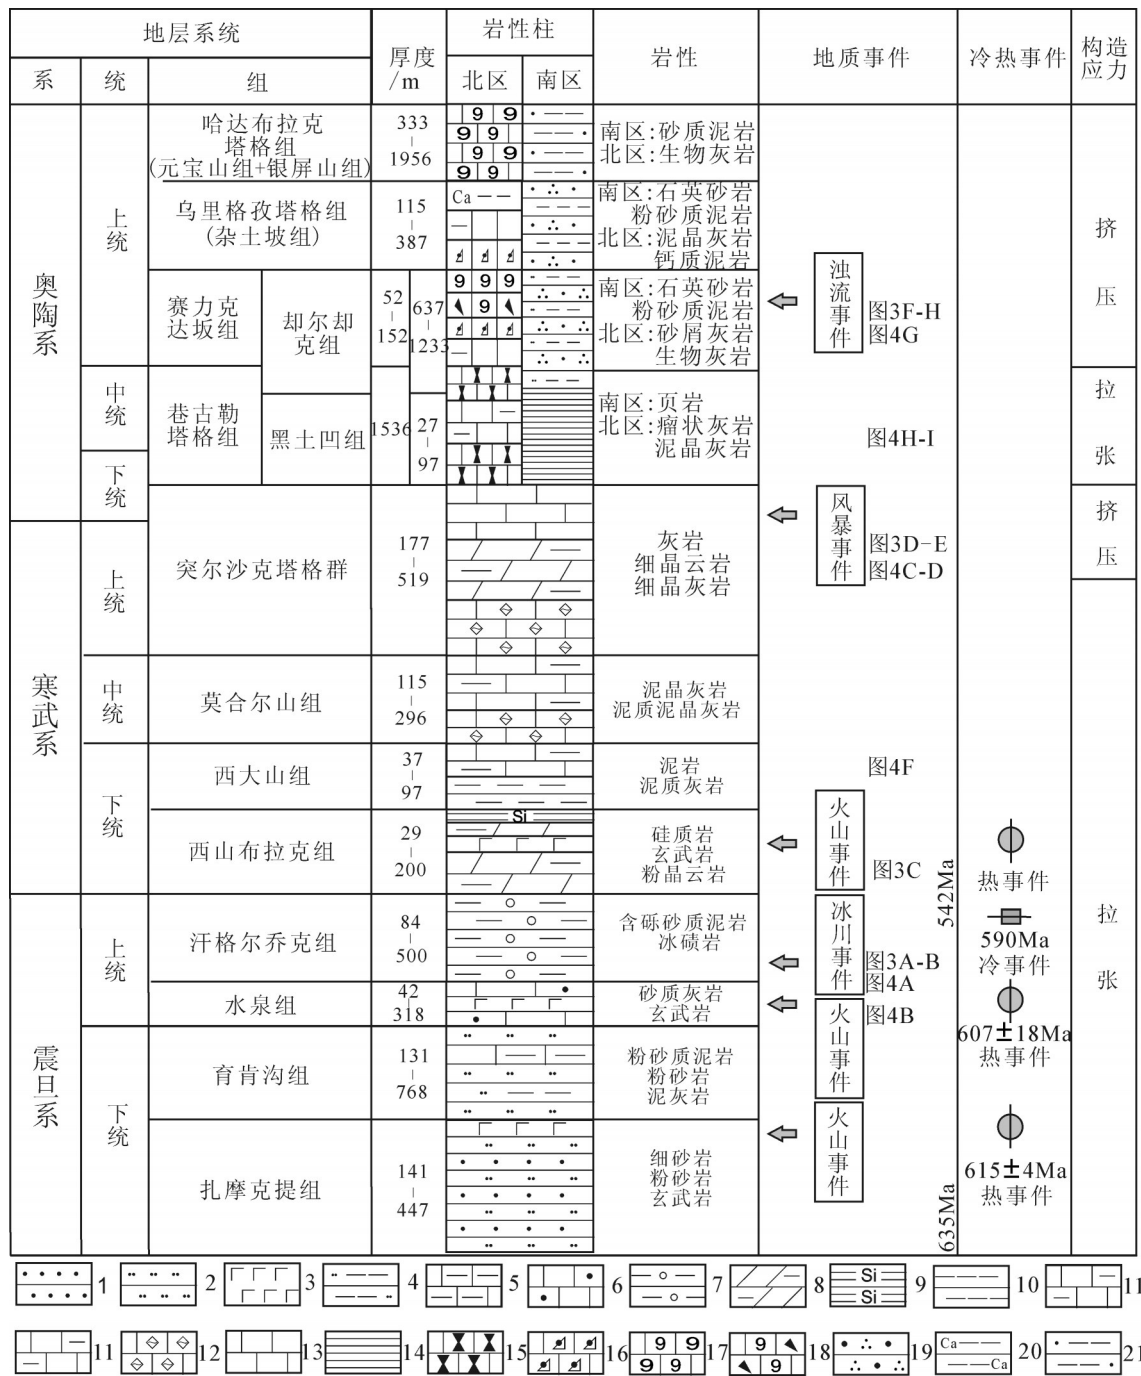 地层系统
厚度
/m
岩性柱
岩性
地质事件
冷热事件
构造
应力
系
统
组
北区
南区
奥陶系
上统
哈达布拉克
塔格组
(元宝山组+银屏山组)
333
1956
南区:砂质泥岩
北区:生物灰岩
乌里格孜塔格组
(杂土坡组)
115
387
Ca
南区:石英砂岩
粉砂质泥岩
北区:泥晶灰岩
钙质泥岩
挤压
赛力克
达坂组
却尔却
克组
52
152
637
1233
南区:石英砂岩
粉砂质泥岩
北区:砂屑灰岩
生物灰岩
浊流事件
图3F-H
图4G
中统
下统
巷古勒
塔格组
黑土凹组
1536
27
97
南区:页岩
北区:瘤状灰岩
泥晶灰岩
图4H-I
拉张
寒武系
上统
突尔沙克塔格群
177
519
灰岩
细晶云岩
细晶灰岩
风暴事件
图3D-E
图4C-D
挤压
中统
莫合尔山组
115
296
泥晶灰岩
泥质泥晶灰岩
下统
西大山组
37
97
泥岩
泥质灰岩
图4F
西山布拉克组
29
200
Si
硅质岩
玄武岩
粉晶云岩
火山事件
图3C
542Ma
热事件
拉张
震旦系
上统
汗格尔乔克组
84
500
含砾砂质泥岩
冰碛岩
冰川事件
图3A-B
图4A
590Ma
冷事件
水泉组
42
318
砂质灰岩
玄武岩
火山事件
图4B
607±18Ma
热事件
下统
育肯沟组
131
768
粉砂质泥岩
粉砂岩
泥灰岩
扎摩克提组
141
447
细砂岩
粉砂岩
玄武岩
火山事件
635Ma
615±4Ma
热事件
1 2 3 4 5 6 7 8 Si Si 9 10 11
11 12 13 14 15 16 17 18 19 Ca Ca 20 21